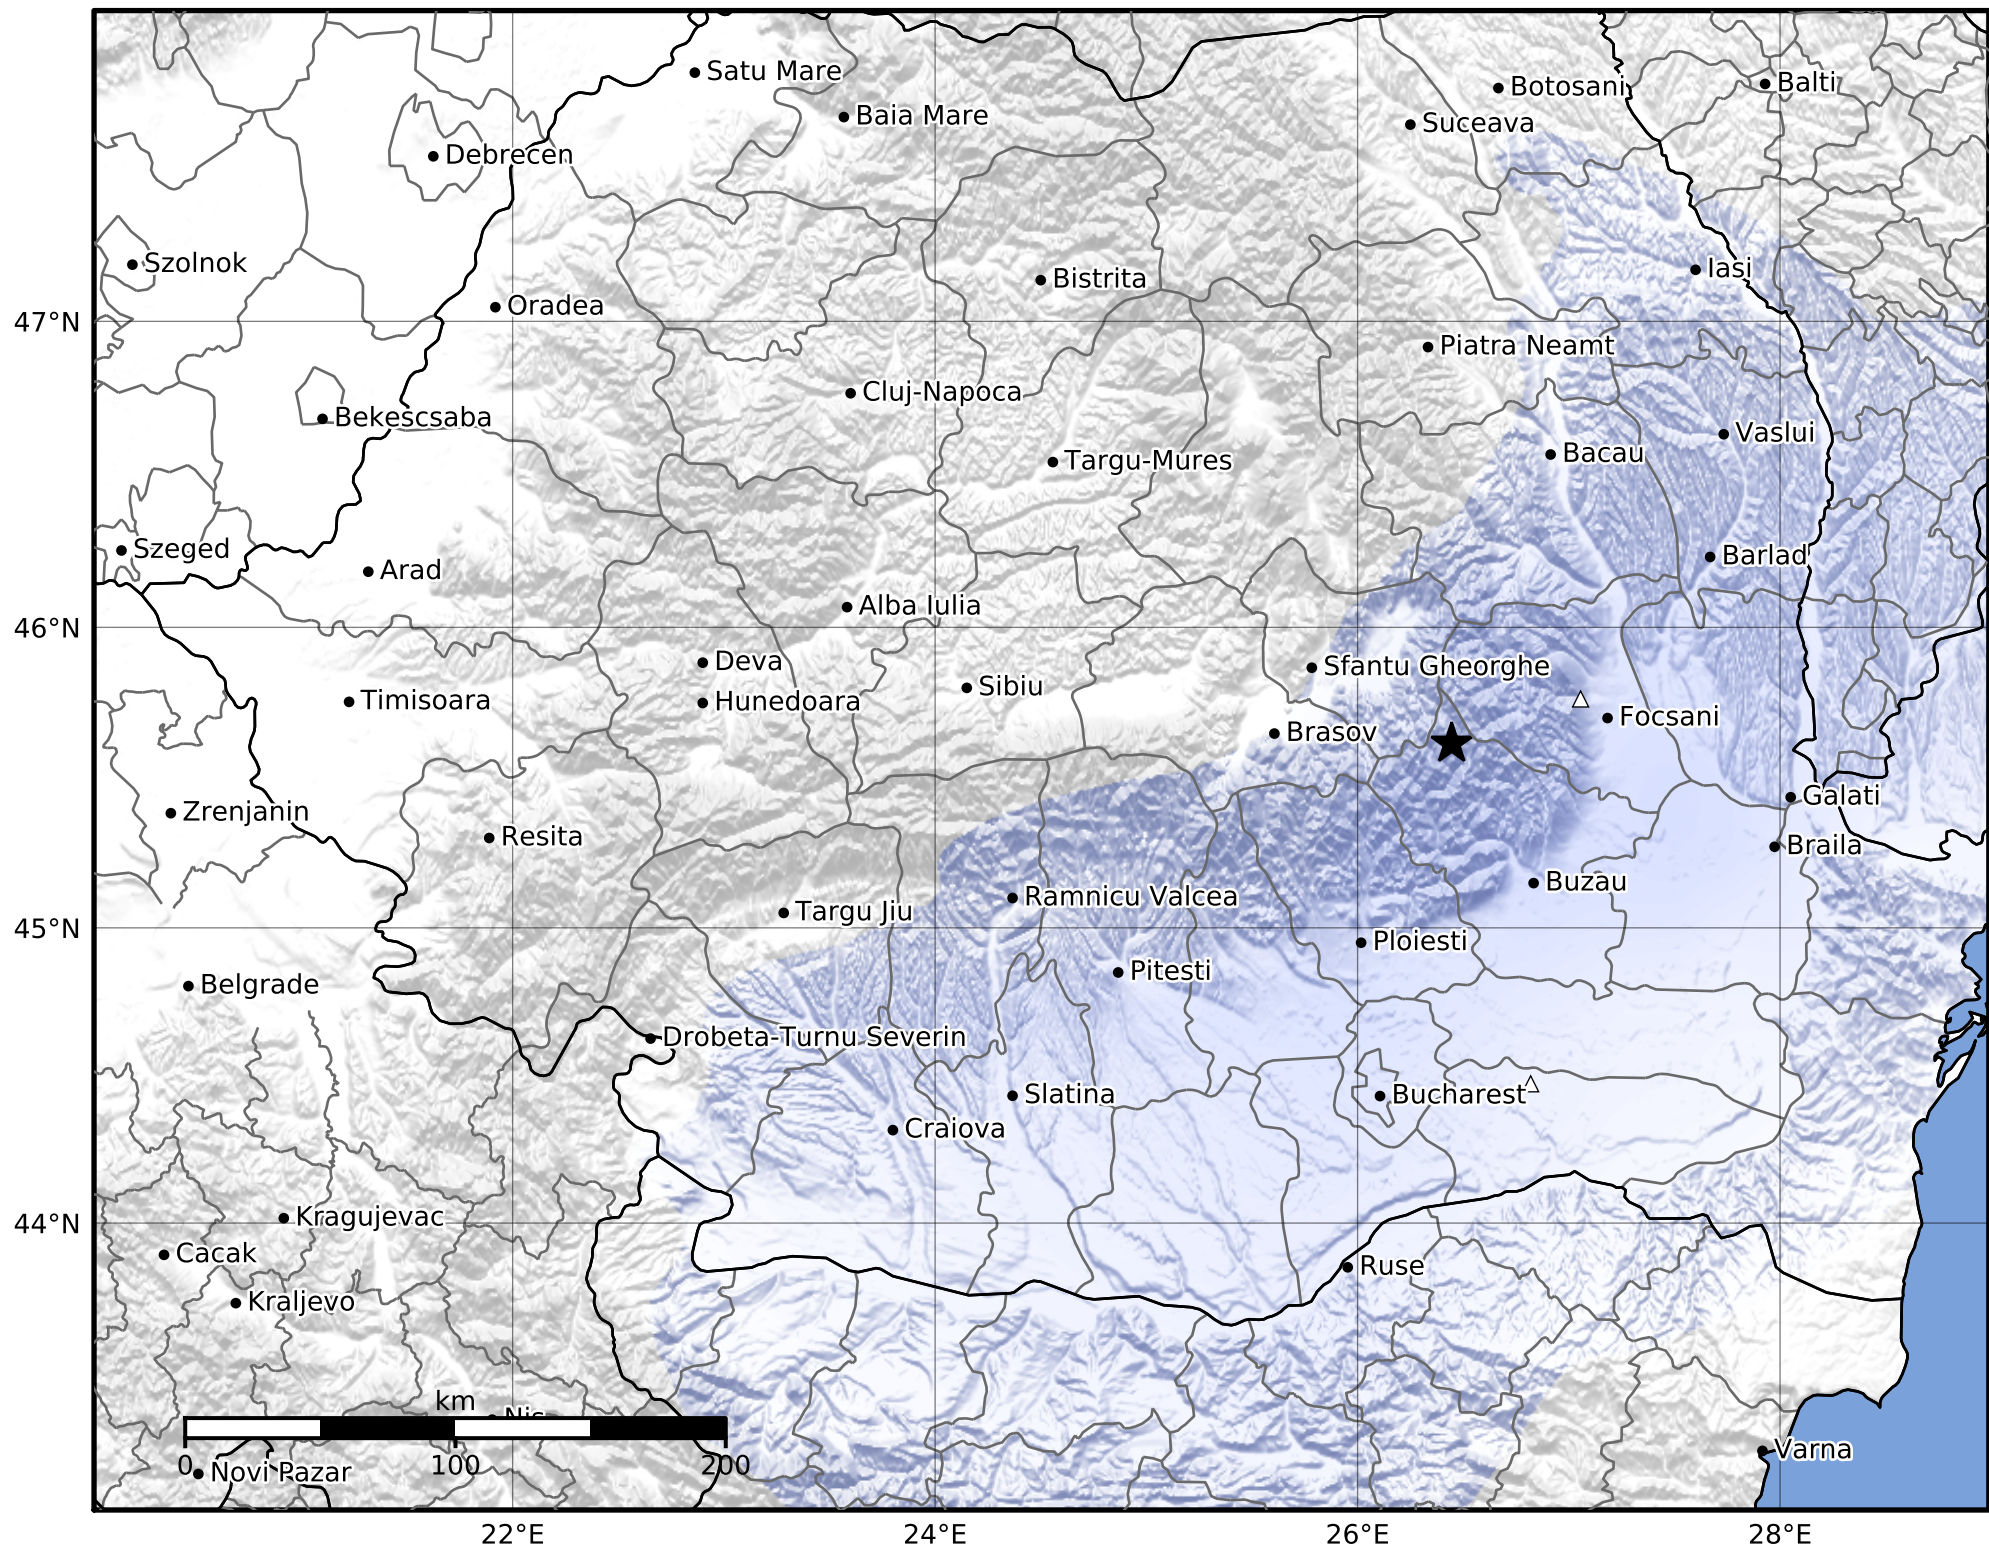 Satu Mare
Botosani
Balti
Baia Mare
Suceava
Debrecen
Szolnok
Iasi
Bistrita
Oradea
47°N
Piatra Neamt
Cluj-Napoca
Bekescsaba
Vaslui
Bacau
Targu-Mures
Szeged
Barlad
Arad
Alba Iulia
46°N
Deva
Sfantu Gheorghe
Sibiu
Timisoara
Hunedoara
Focsani
Brasov
Galati
Zrenjanin
Resita
Braila
Buzau
Ramnicu Valcea
Targu Jiu
45°N
Ploiesti
Pitesti
Belgrade
Drobeta-Turnu Severin
Slatina
Bucharest
Craiova
Kragujevac
44°N
Cacak
Ruse
Kraljevo
km
Nis
Varna
0 100 200
Novi Pazar
22°E 24°E 26°E 28°E